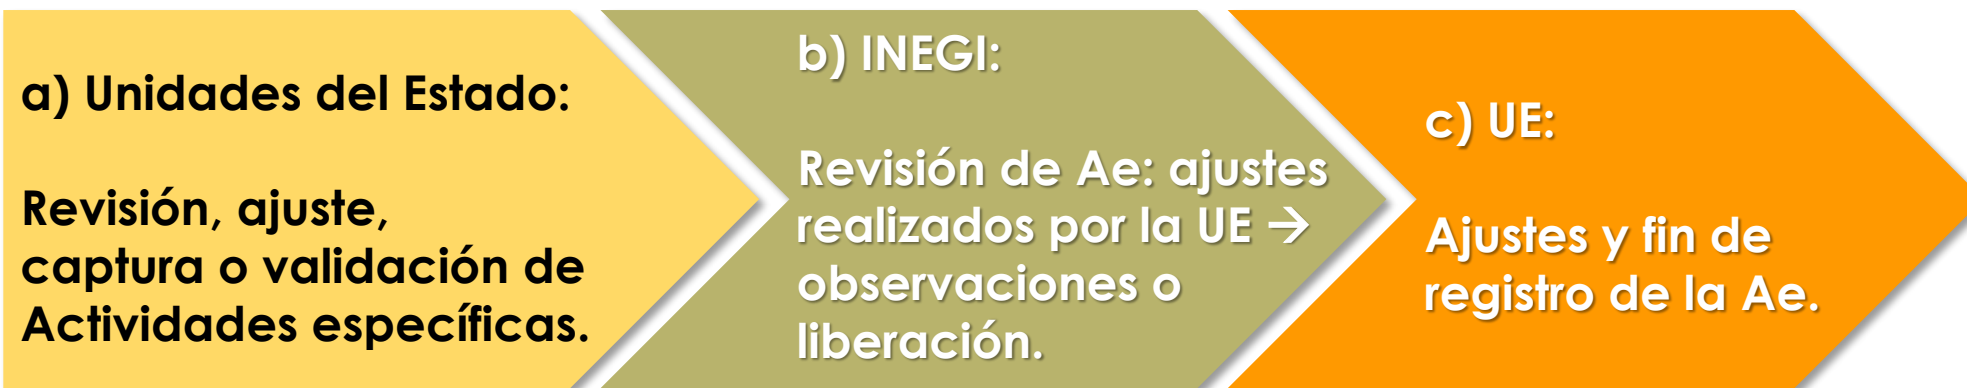 a) Unidades del Estado:
Revisión, ajuste,
captura o validación de
Actividades específicas.
b) INEGI:
Revisión de Ae: ajustes
realizados por la UE →
observaciones o
liberación.
c) UE:
Ajustes y fin de
registro de la Ae.